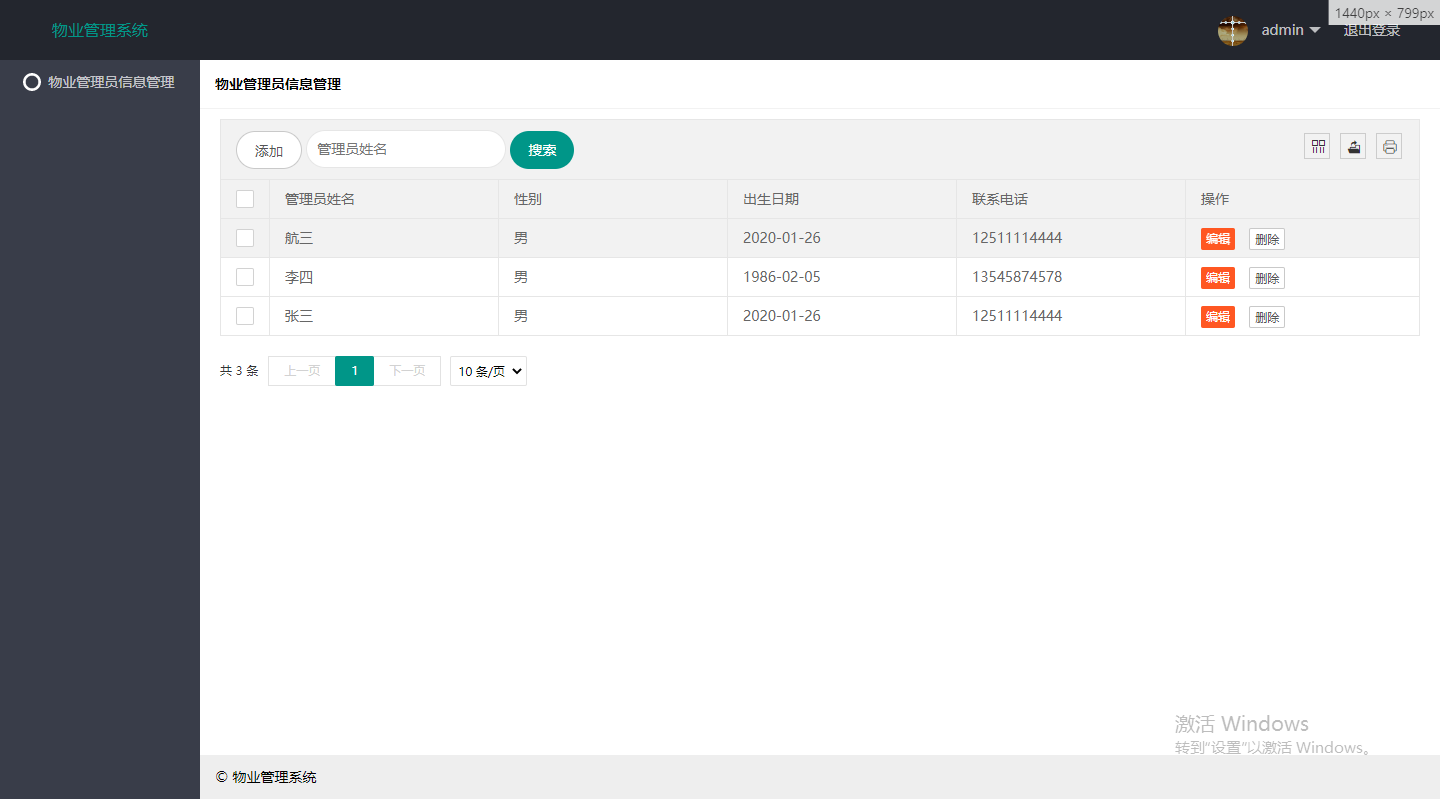 物业管理系统
admin
退出登录
1440px × 799px
物业管理员信息管理
物业管理员信息管理
添加
管理员姓名
搜索
管理员姓名 性别 出生日期 联系电话 操作
航三 男 2020-01-26 12511114444 编辑 删除
李四 男 1986-02-05 13545874578 编辑 删除
张三 男 2020-01-26 12511114444 编辑 删除
共 3 条 上一页 1 下一页 10 条/页
激活 Windows
转到"设置"以激活 Windows。
© 物业管理系统